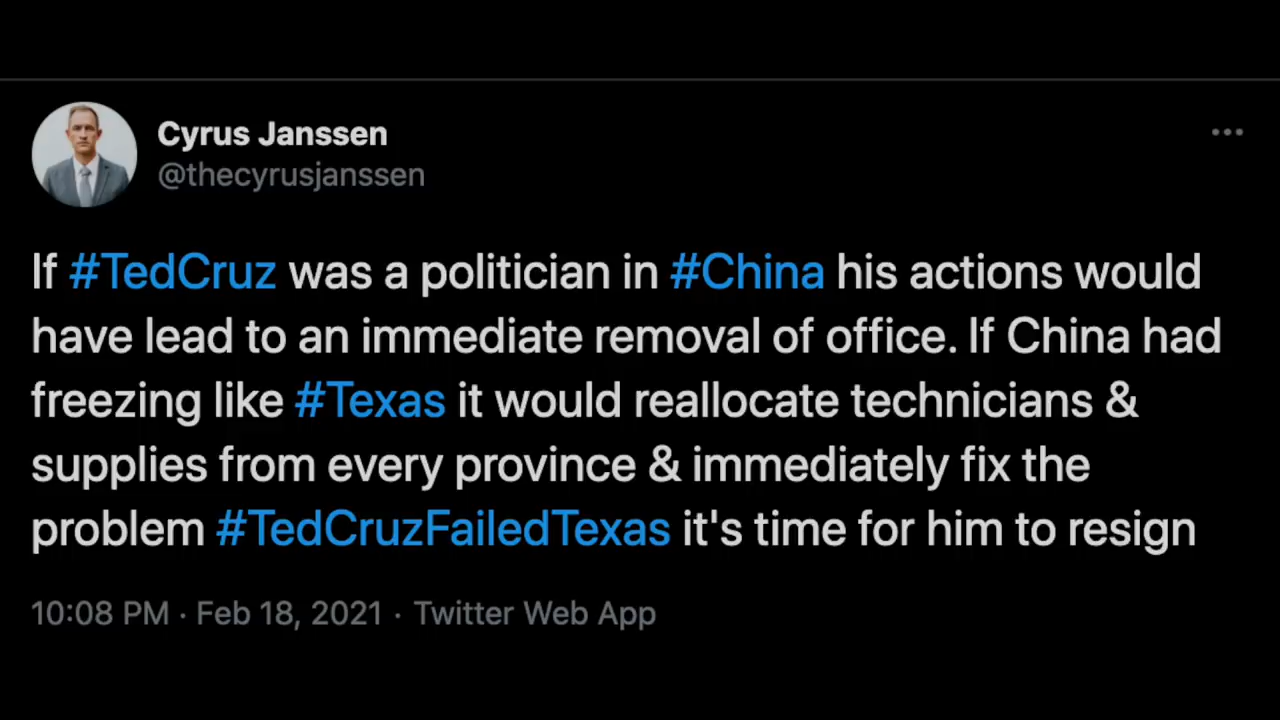 Cyrus Janssen
@thecyrusjanssen
If #TedCruz was a politician in #China his actions would
have lead to an immediate removal of office. If China had
freezing like #Texas it would reallocate technicians &
supplies from every province & immediately fix the
problem #TedCruzFailedTexas it's time for him to resign
10:08 PM · Feb 18, 2021 · Twitter Web App